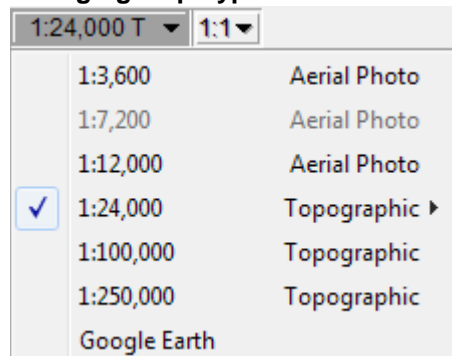 1:24,000 T 1:1
1:3,600 Aerial Photo
1:7,200 Aerial Photo
1:12,000 Aerial Photo
1:24,000 Topographic
1:100,000 Topographic
1:250,000 Topographic
Google Earth